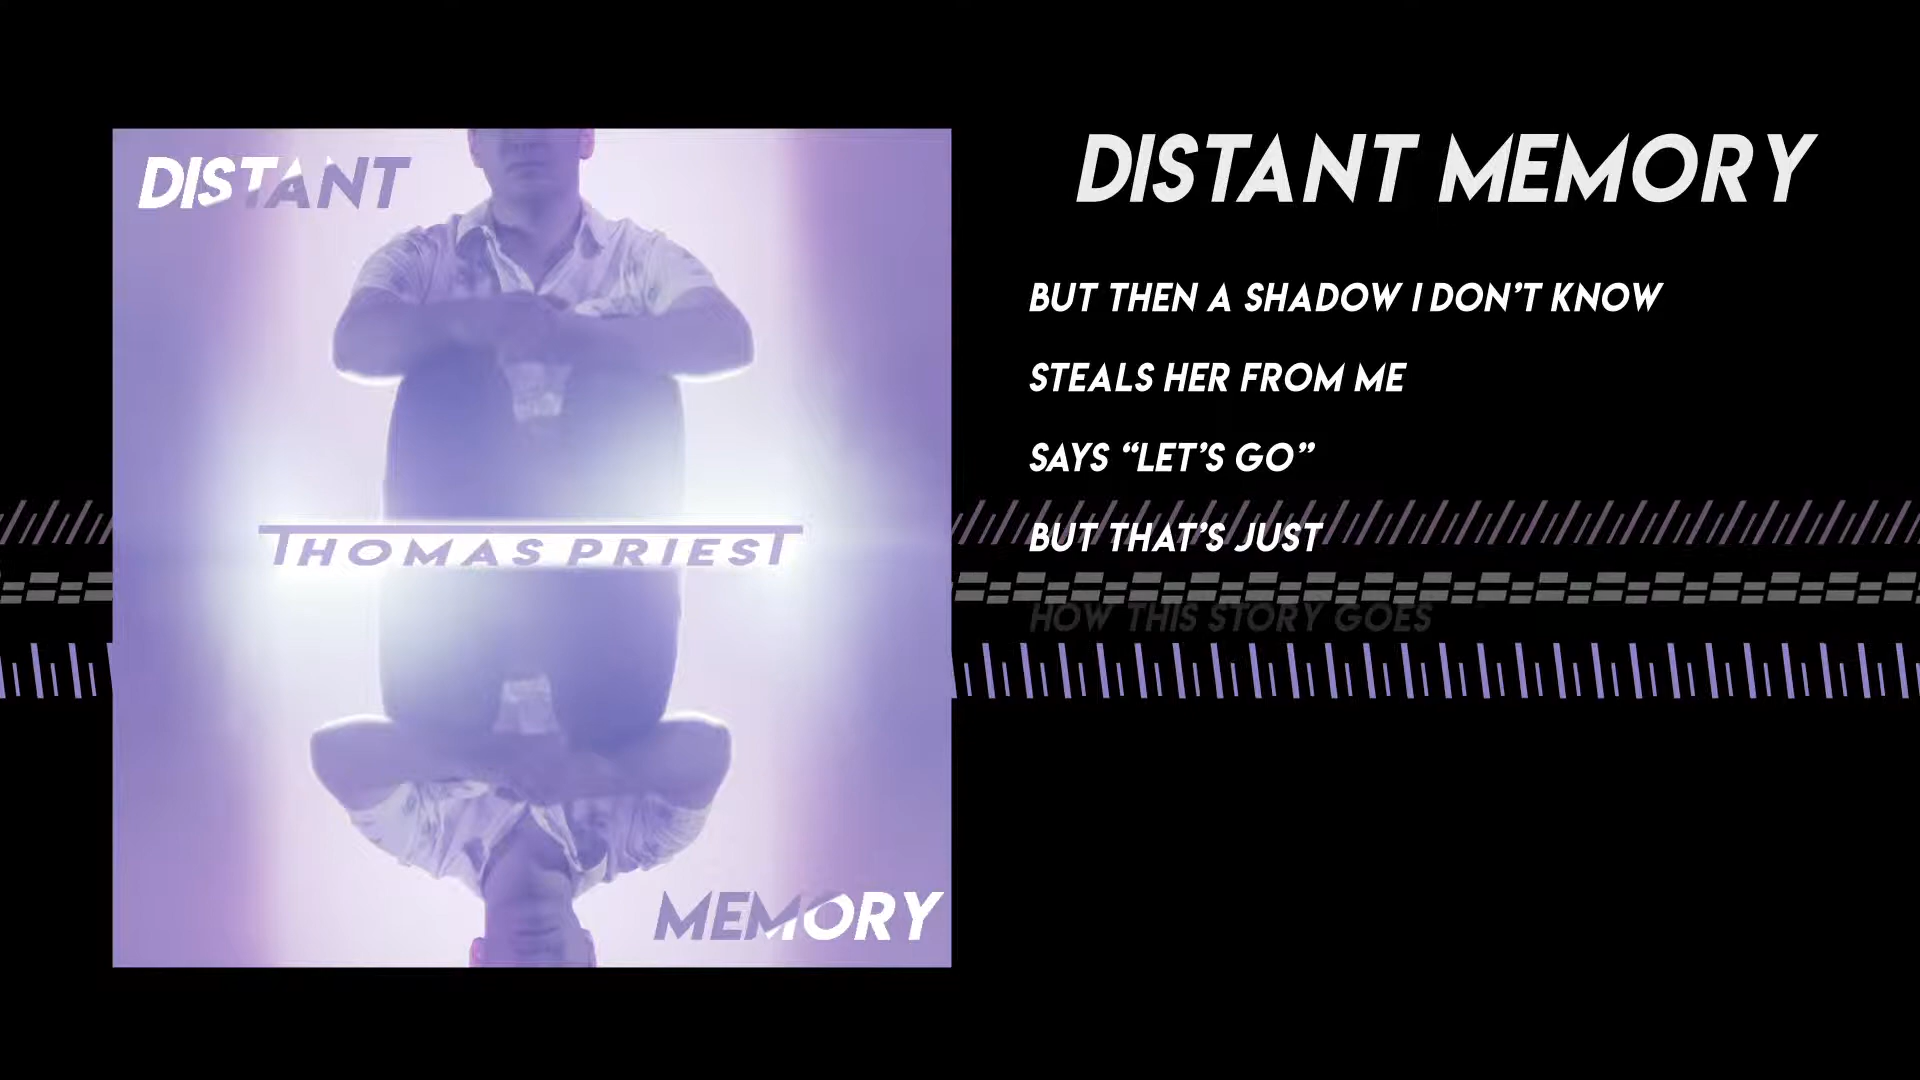 DISTANT
THOMAS PRIEST
MEMORY
DISTANT MEMORY
BUT THEN A SHADOW I DON'T KNOW
STEALS HER FROM ME
SAYS “LET'S GO”
BUT THAT'S JUST
HOW THIS STORY GOES